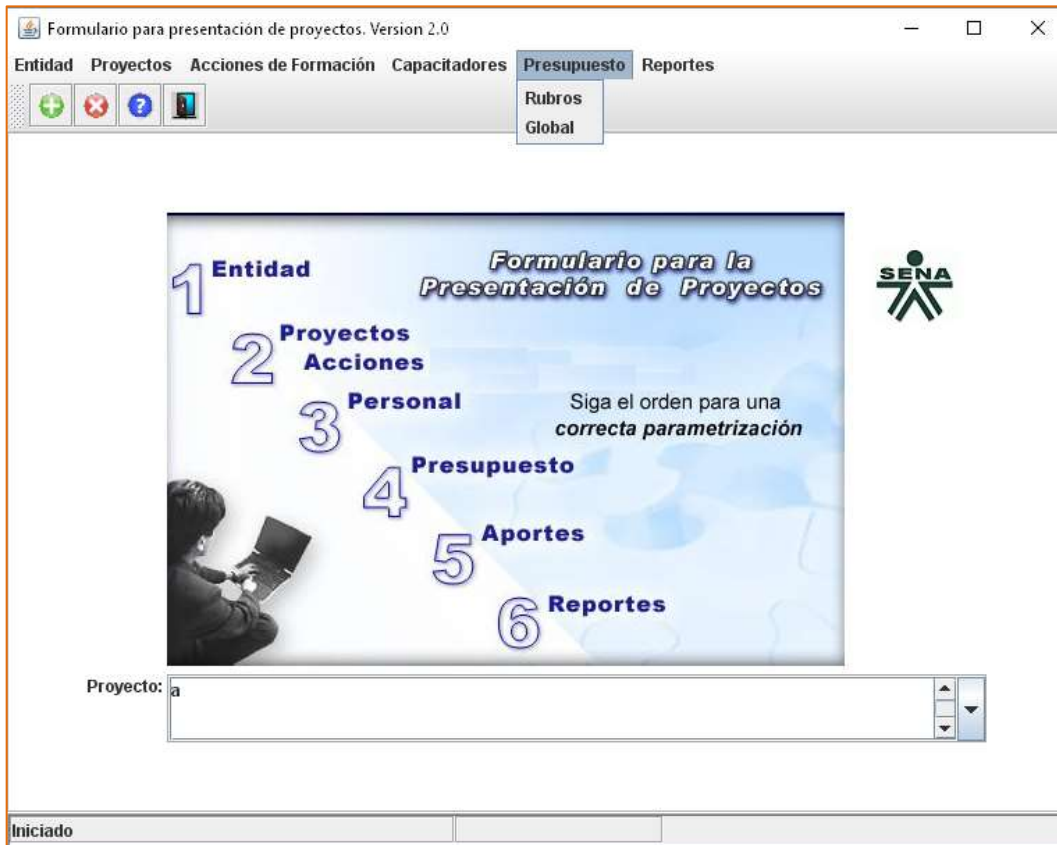 Formulario para presentación de proyectos. Version 2.0
Entidad Proyectos Acciones de Formación Capacitadores Presupuesto Reportes
Rubros
Global
Formulario para la
Presentación de Proyectos
SENA
1 Entidad
2 Proyectos
Acciones
3 Personal
Siga el orden para una
correcta parametrización
4 Presupuesto
5 Aportes
6 Reportes
Proyecto: a
Iniciado